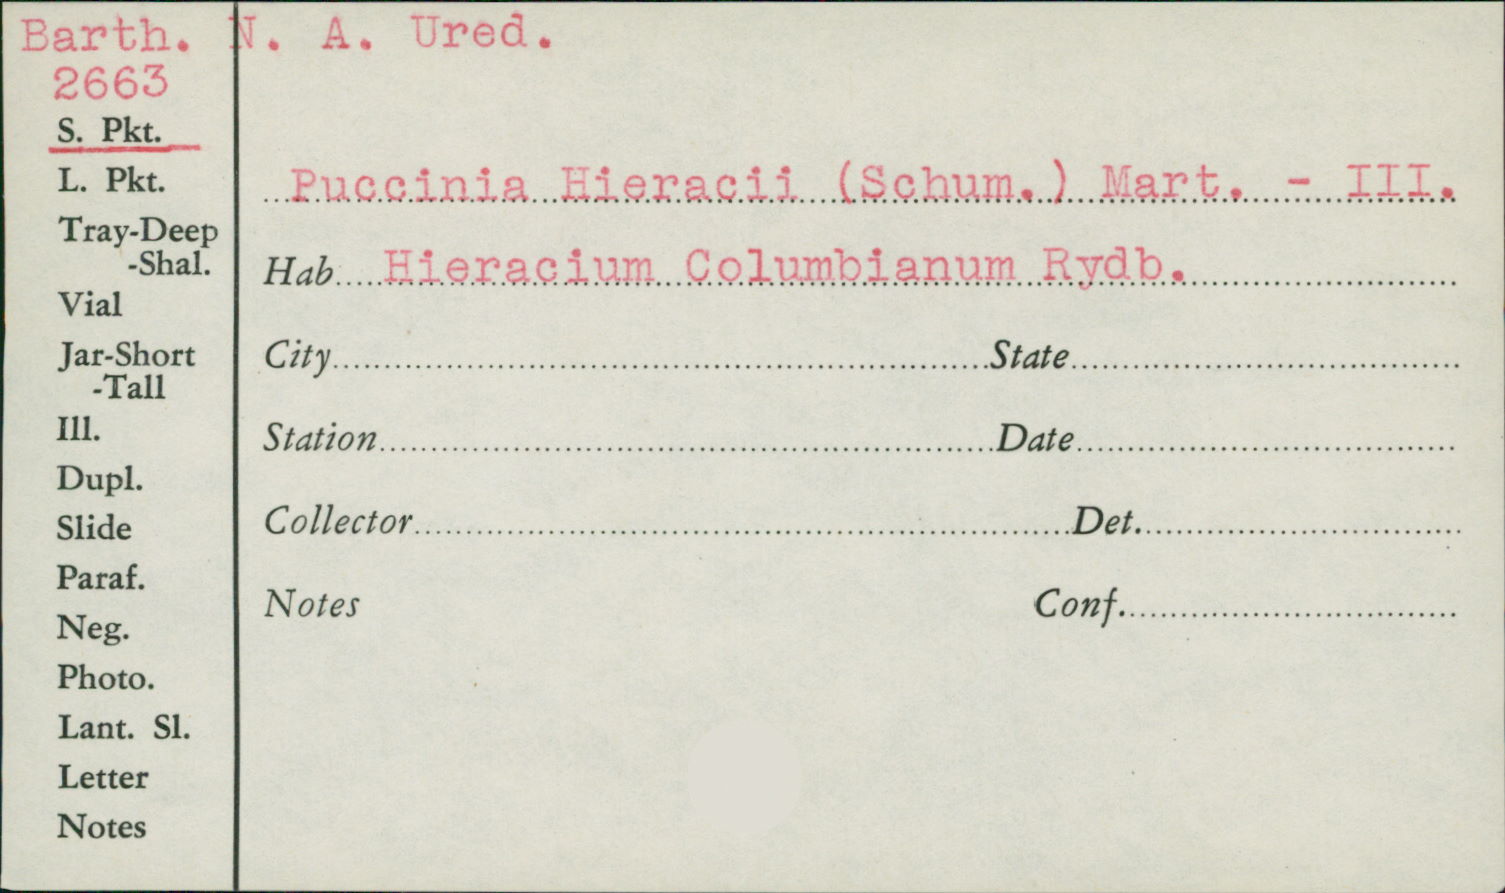 Barth. N. A. Ured.
2663
S. Pkt.
L. Pkt.
Tray-Deep
-Shal.
Vial
Jar-Short
-Tall
Ill.
Dupl.
Slide
Paraf.
Neg.
Photo.
Lant. Sl.
Letter
Notes
Puccinia Hieracii (Schum.) Mart. - III.
Hab Hieracium Columbianum Rydb.
City State
Station Date
Collector Det.
Notes Conf.